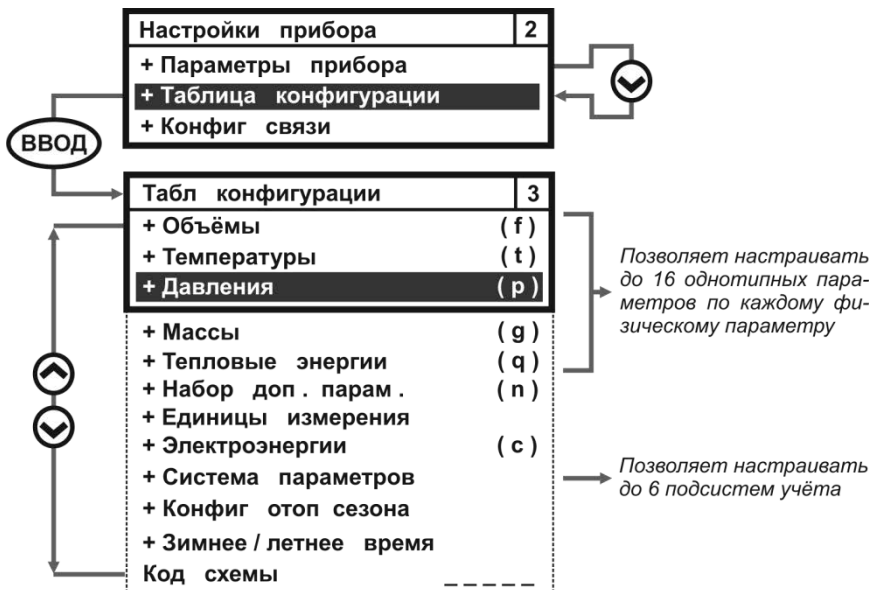 Настройки прибора 2
+ Параметры прибора
+ Таблица конфигурации
+ Конфиг связи
ВВОД
Табл конфигурации 3
+ Объёмы ( f )
+ Температуры ( t )
+ Давления ( p )
+ Массы ( g )
+ Тепловые энергии ( q )
+ Набор доп . парам . ( n )
+ Единицы измерения
+ Электроэнергии ( c )
+ Система параметров
+ Конфиг отоп сезона
+ Зимнее / летнее время
Код схемы _ _ _ _ _
Позволяет настраивать
до 16 однотипных пара-
метров по каждому фи-
зическому параметру
Позволяет настраивать
до 6 подсистем учёта